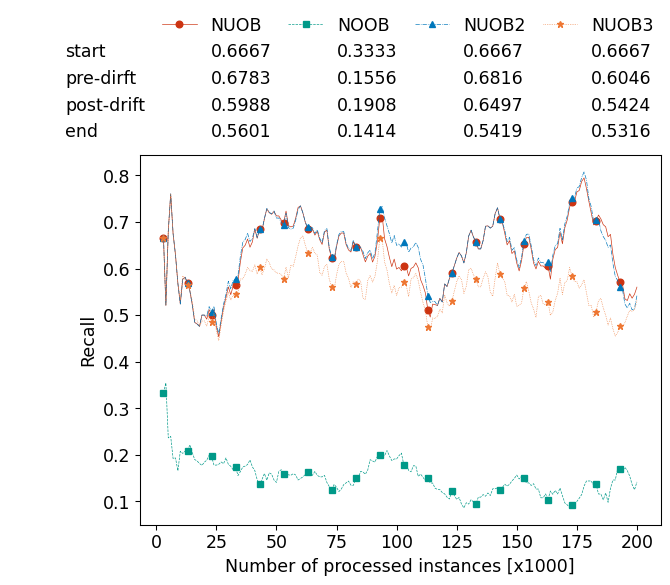 NUOB NOOB NUOB2 NUOB3
start 0.6667 0.3333 0.6667 0.6667
pre-dirft 0.6783 0.1556 0.6816 0.6046
post-drift 0.5988 0.1908 0.6497 0.5424
end 0.5601 0.1414 0.5419 0.5316
0.8
0.7
0.6
0.5
0.4
0.3
0.2
0.1
Recall
0 25 50 75 100 125 150 175 200
Number of processed instances [x1000]